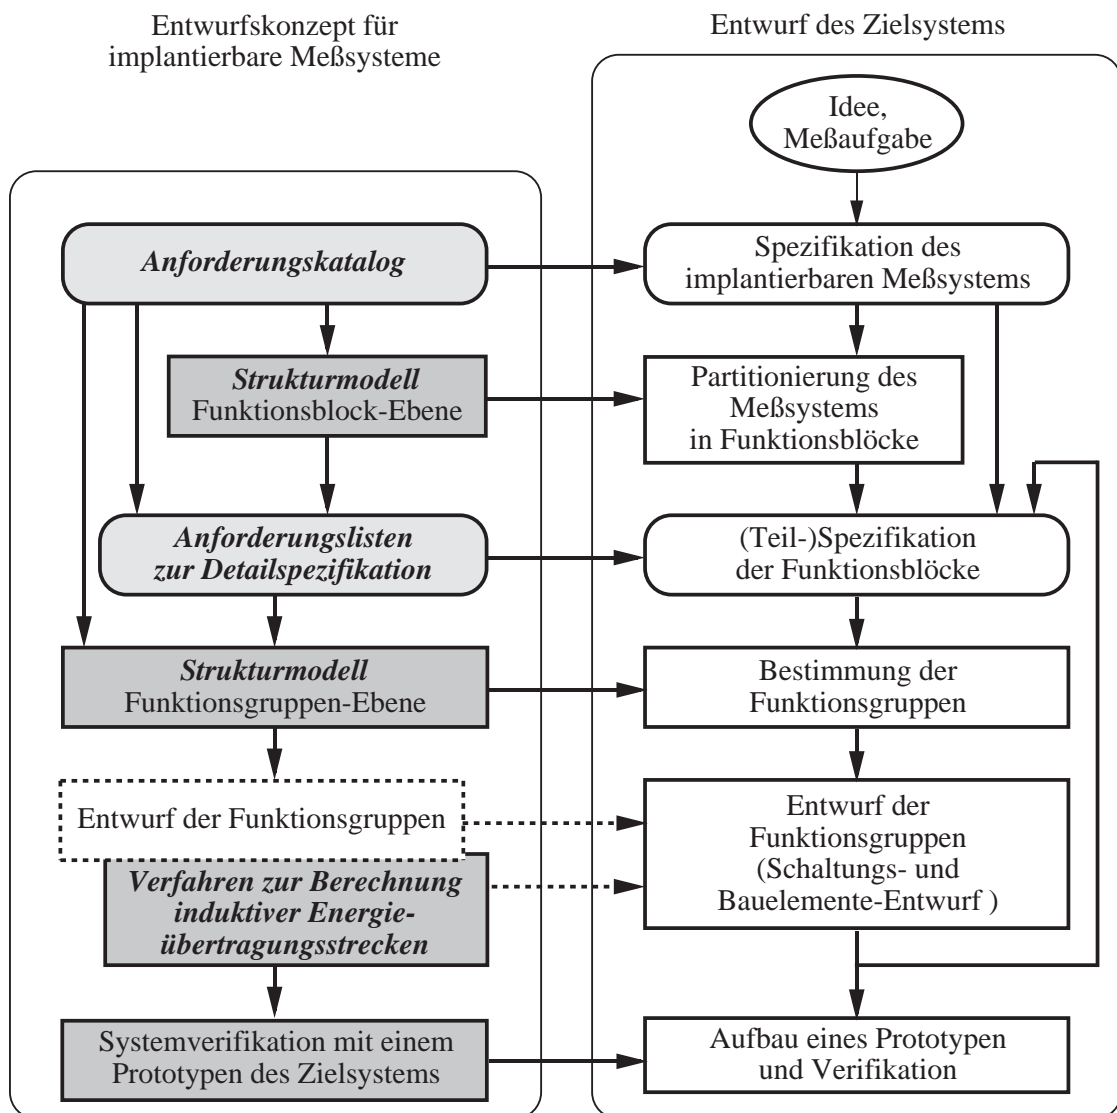 Entwurfskonzept für
implantierbare Meßsysteme
Anforderungskatalog
Strukturmodell
Funktionsblock-Ebene
Anforderungslisten
zur Detailspezifikation
Strukturmodell
Funktionsgruppen-Ebene
Entwurf der Funktionsgruppen
Verfahren zur Berechnung
induktiver Energie-
übertragungsstrecken
Systemverifikation mit einem
Prototypen des Zielsystems
Entwurf des Zielsystems
Idee,
Meßaufgabe
Spezifikation des
implantierbaren Meßsystems
Partitionierung des
Meßsystems
in Funktionsblöcke
(Teil-)Spezifikation
der Funktionsblöcke
Bestimmung der
Funktionsgruppen
Entwurf der
Funktionsgruppen
(Schaltungs- und
Bauelemente-Entwurf )
Aufbau eines Prototypen
und Verifikation